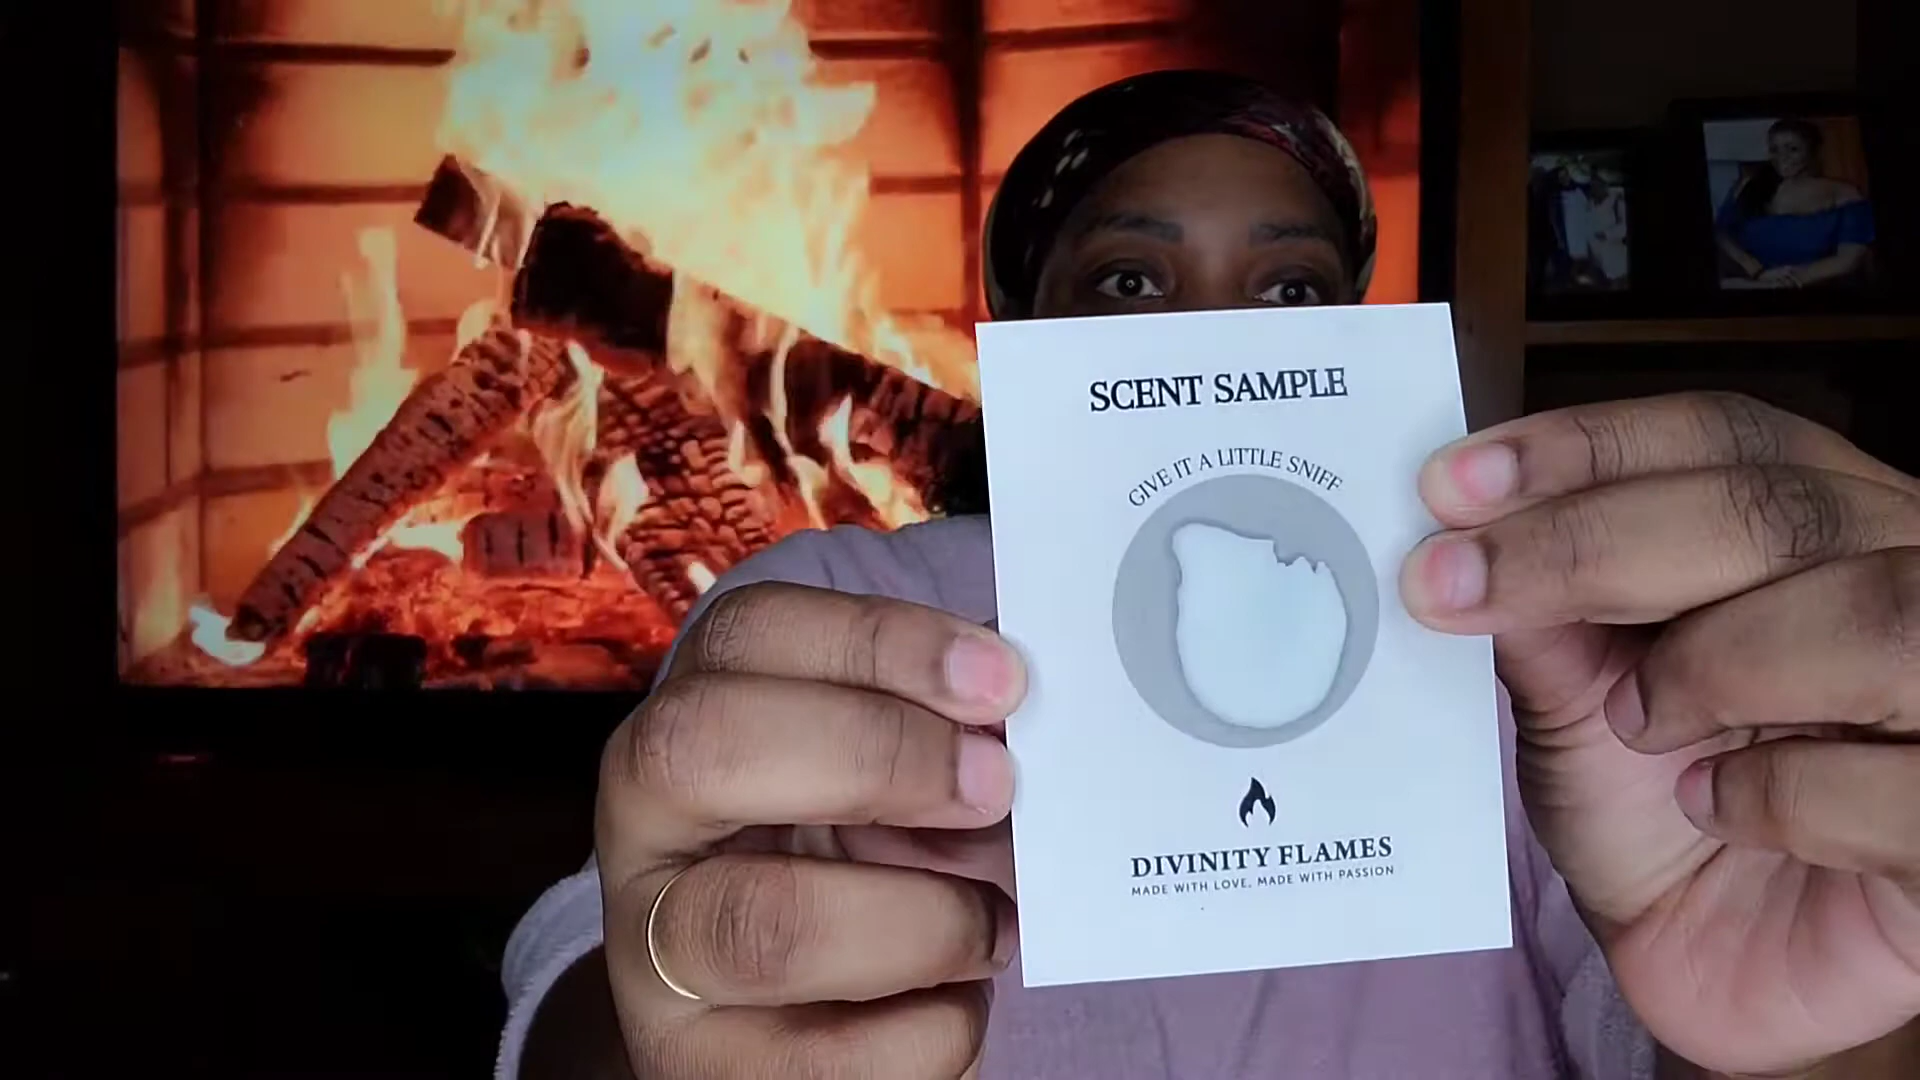 SCENT SAMPLE
GIVE IT A LITTLE SNIFF
DIVINITY FLAMES
MADE WITH LOVE, MADE WITH PASSION